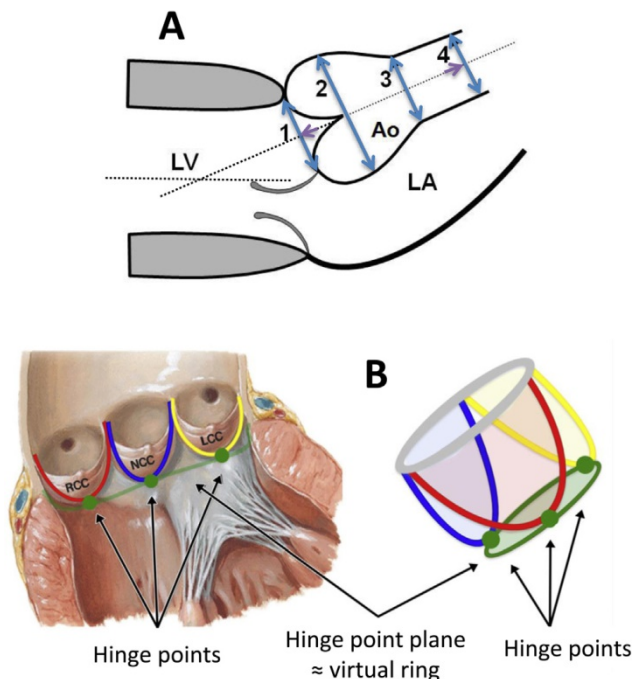 A
1
2
3
4
Ao
LV
LA
B
RCC
NCC
LCC
Hinge points
Hinge point plane
≈ virtual ring
Hinge points